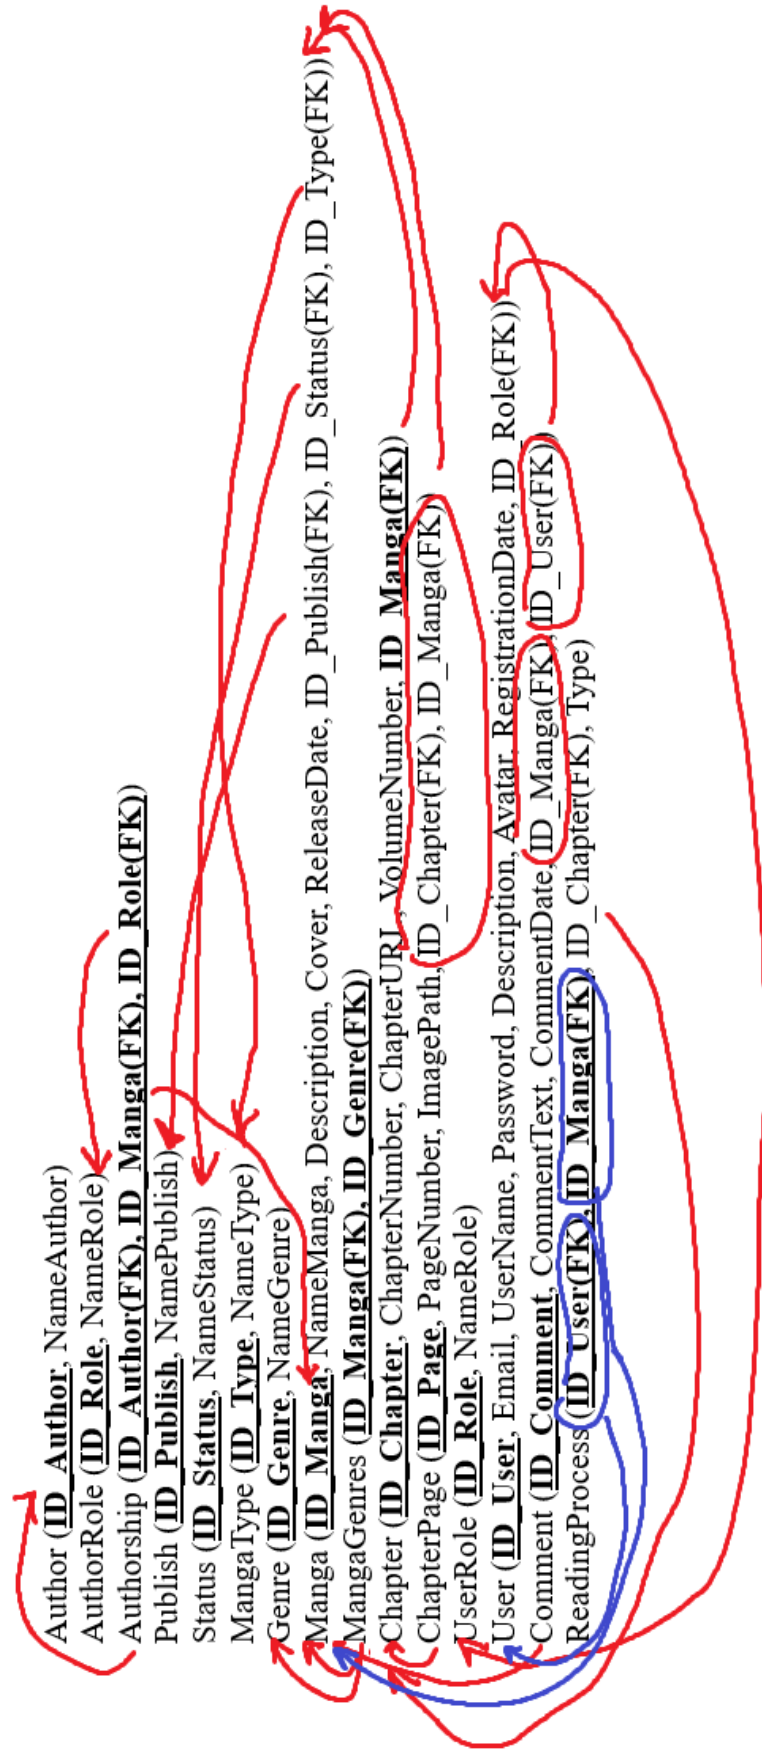 Author (ID_Author, NameAuthor)
AuthorRole (ID_Role, NameRole)
Authorship (ID_Author(FK), ID_Manga(FK), ID_Role(FK))
Publish (ID_Publish, NamePublish)
Status (ID_Status, NameStatus)
MangaType (ID_Type, NameType)
Genre (ID_Genre, NameGenre)
Manga (ID_Manga, NameManga, Description, Cover, ReleaseDate, ID_Publish(FK), ID_Status(FK), ID_Type(FK))
MangaGenres (ID_Manga(FK), ID_Genre(FK))
Chapter (ID_Chapter, ChapterNumber, ChapterURL, VolumeNumber, ID_Manga(FK))
ChapterPage (ID_Page, PageNumber, ImagePath, ID_Chapter(FK), ID_Manga(FK))
UserRole (ID_Role, NameRole)
User (ID_User, Email, UserName, Password, Description, Avatar, RegistrationDate, ID_Role(FK))
Comment (ID_Comment, CommentText, CommentDate, ID_Manga(FK), ID_User(FK))
ReadingProcess (ID_User(FK), ID_Manga(FK), ID_Chapter(FK), Type)